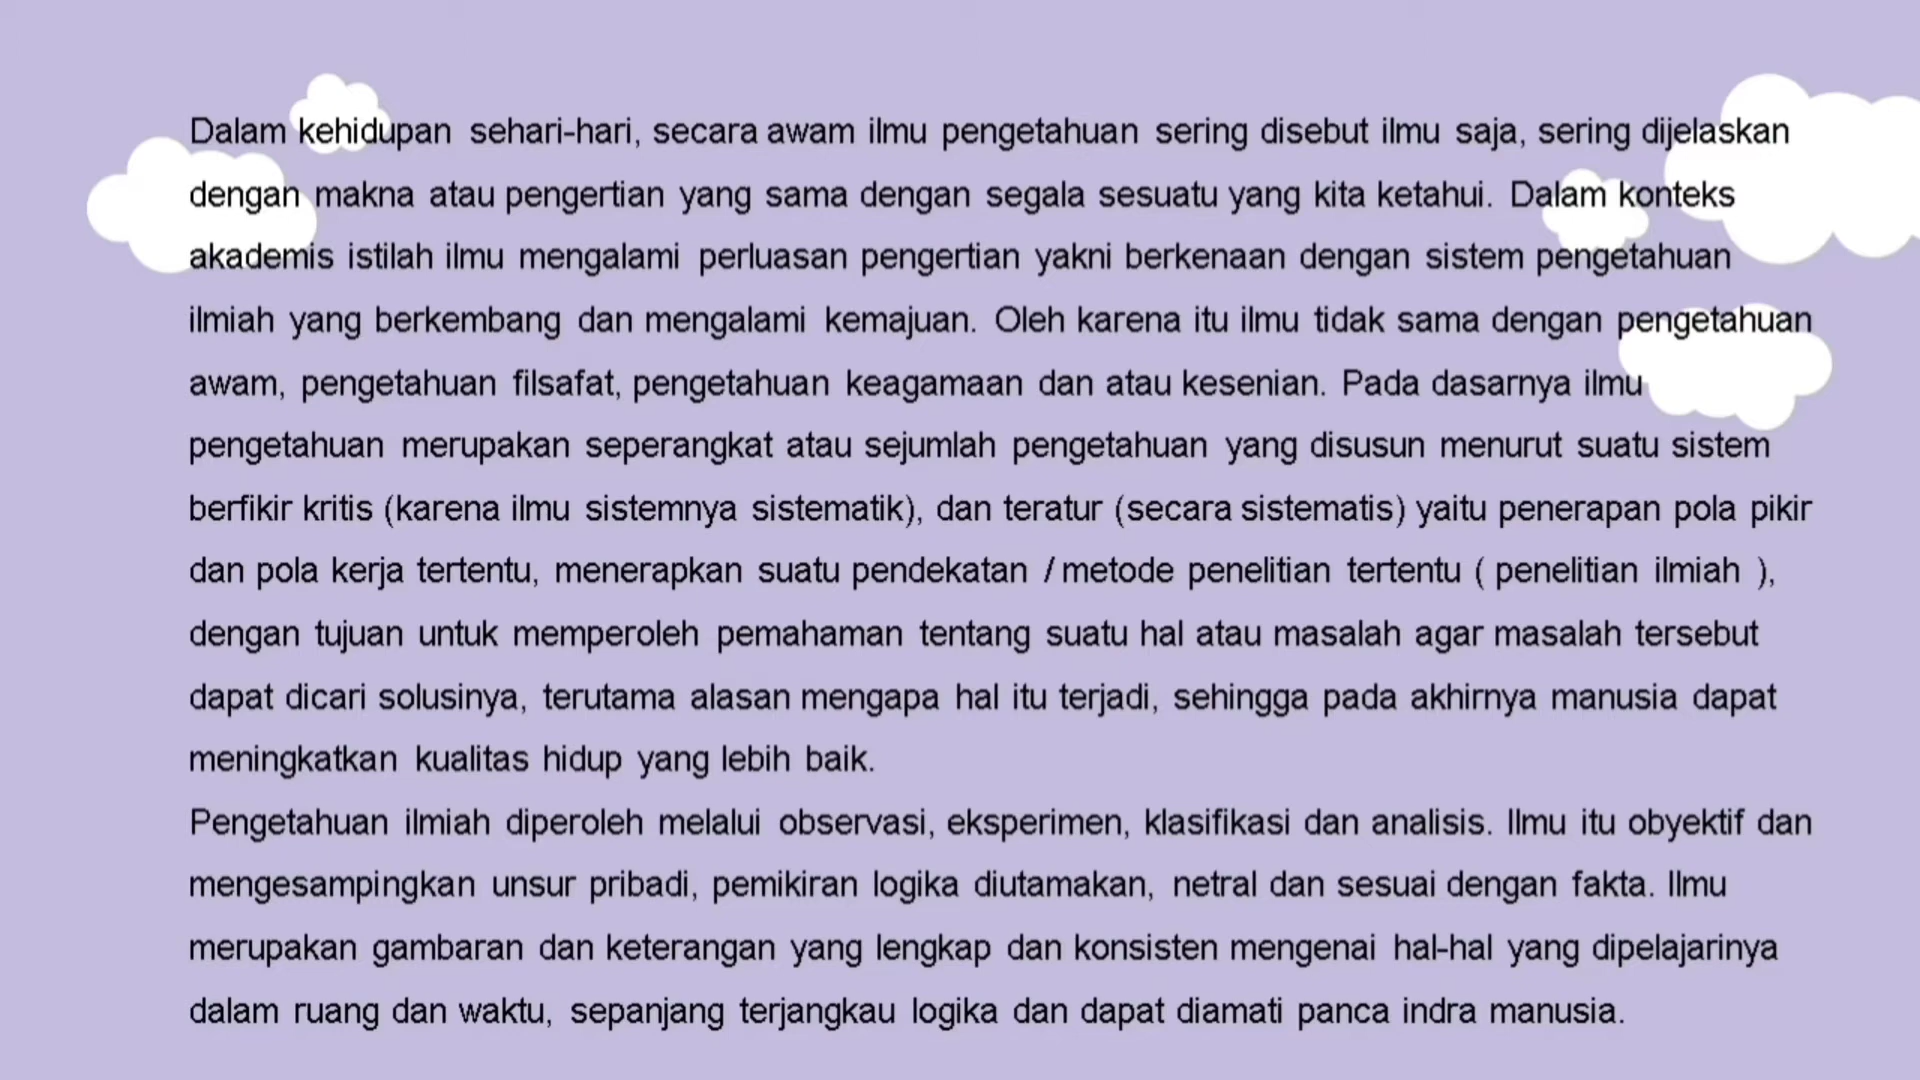 Dalam kehidupan sehari-hari, secara awam ilmu pengetahuan sering disebut ilmu saja, sering dijelaskan
dengan makna atau pengertian yang sama dengan segala sesuatu yang kita ketahui. Dalam konteks
akademis istilah ilmu mengalami perluasan pengertian yakni berkenaan dengan sistem pengetahuan
ilmiah yang berkembang dan mengalami kemajuan. Oleh karena itu ilmu tidak sama dengan pengetahuan
awam, pengetahuan filsafat, pengetahuan keagamaan dan atau kesenian. Pada dasarnya ilmu
pengetahuan merupakan seperangkat atau sejumlah pengetahuan yang disusun menurut suatu sistem
berfikir kritis (karena ilmu sistemnya sistematik), dan teratur (secara sistematis) yaitu penerapan pola pikir
dan pola kerja tertentu, menerapkan suatu pendekatan / metode penelitian tertentu ( penelitian ilmiah ),
dengan tujuan untuk memperoleh pemahaman tentang suatu hal atau masalah agar masalah tersebut
dapat dicari solusinya, terutama alasan mengapa hal itu terjadi, sehingga pada akhirnya manusia dapat
meningkatkan kualitas hidup yang lebih baik.
Pengetahuan ilmiah diperoleh melalui observasi, eksperimen, klasifikasi dan analisis. Ilmu itu obyektif dan
mengesampingkan unsur pribadi, pemikiran logika diutamakan, netral dan sesuai dengan fakta. Ilmu
merupakan gambaran dan keterangan yang lengkap dan konsisten mengenai hal-hal yang dipelajarinya
dalam ruang dan waktu, sepanjang terjangkau logika dan dapat diamati panca indra manusia.